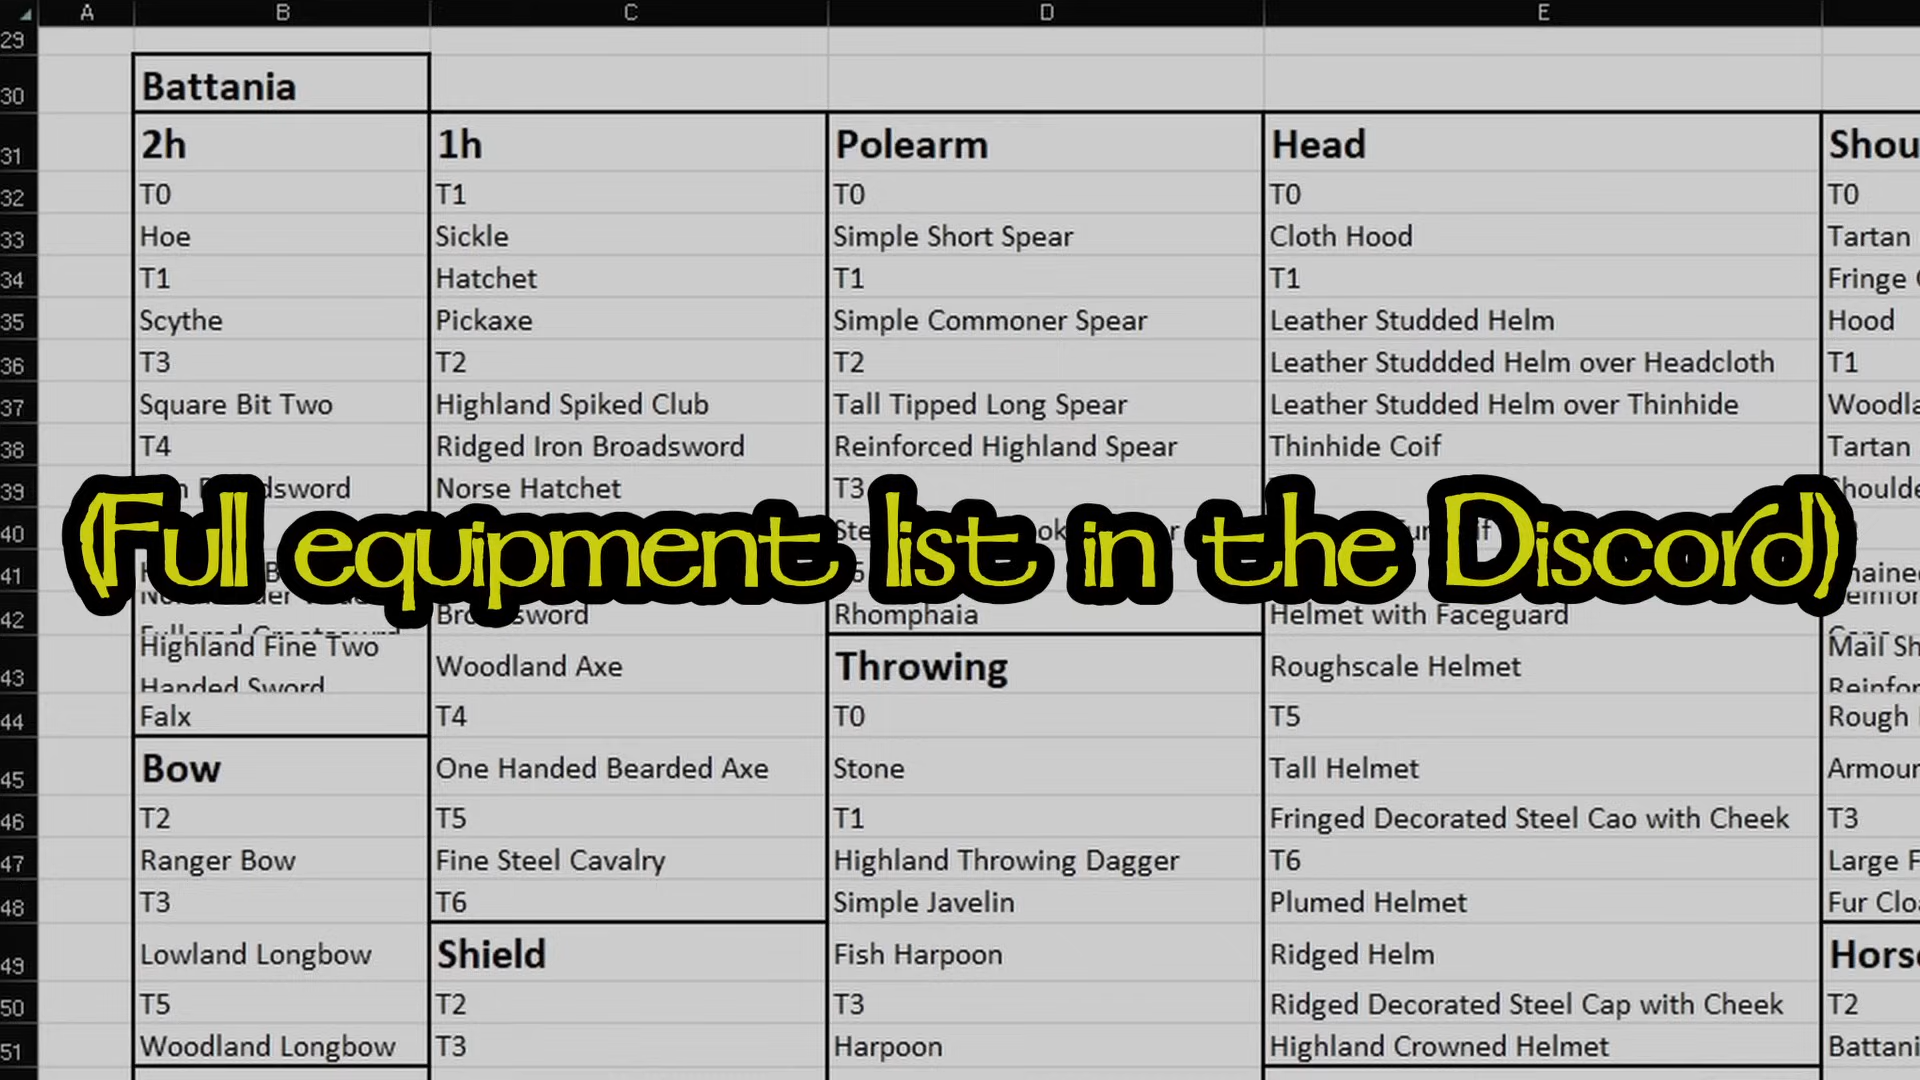 A B C D E
29
30 Battania
31 2h 1h Polearm Head
32 T0 T1 T0 T0 T0
33 Hoe Sickle Simple Short Spear Cloth Hood Tartan
34 T1 Hatchet T1 T1 Fringe
35 Scythe Pickaxe Simple Commoner Spear Leather Studded Helm Hood
36 T3 T2 T2 Leather Studdded Helm over Headcloth T1
37 Square Bit Two Highland Spiked Club Tall Tipped Long Spear Leather Studded Helm over Thinhide
38 T4 Ridged Iron Broadsword Reinforced Highland Spear Thinhide Coif Tartan
39 Norse Hatchet T3
(Full equipment list in the Discord)
40
41
42 Rhomphaia Helmet with Faceguard
43 Highland Fine Two Handed Sword Woodland Axe Throwing Roughscale Helmet Mail
44 Falx T4 T0 T5 Rough
45 Bow One Handed Bearded Axe Stone Tall Helmet
46 T2 T5 T1 Fringed Decorated Steel Cao with Cheek T3
47 Ranger Bow Fine Steel Cavalry Highland Throwing Dagger T6 Large
48 T3 T6 Simple Javelin Plumed Helmet Fur
49 Lowland Longbow Shield Fish Harpoon Ridged Helm
50 T5 T2 T3 Ridged Decorated Steel Cap with Cheek T2
51 Woodland Longbow T3 Harpoon Highland Crowned Helmet